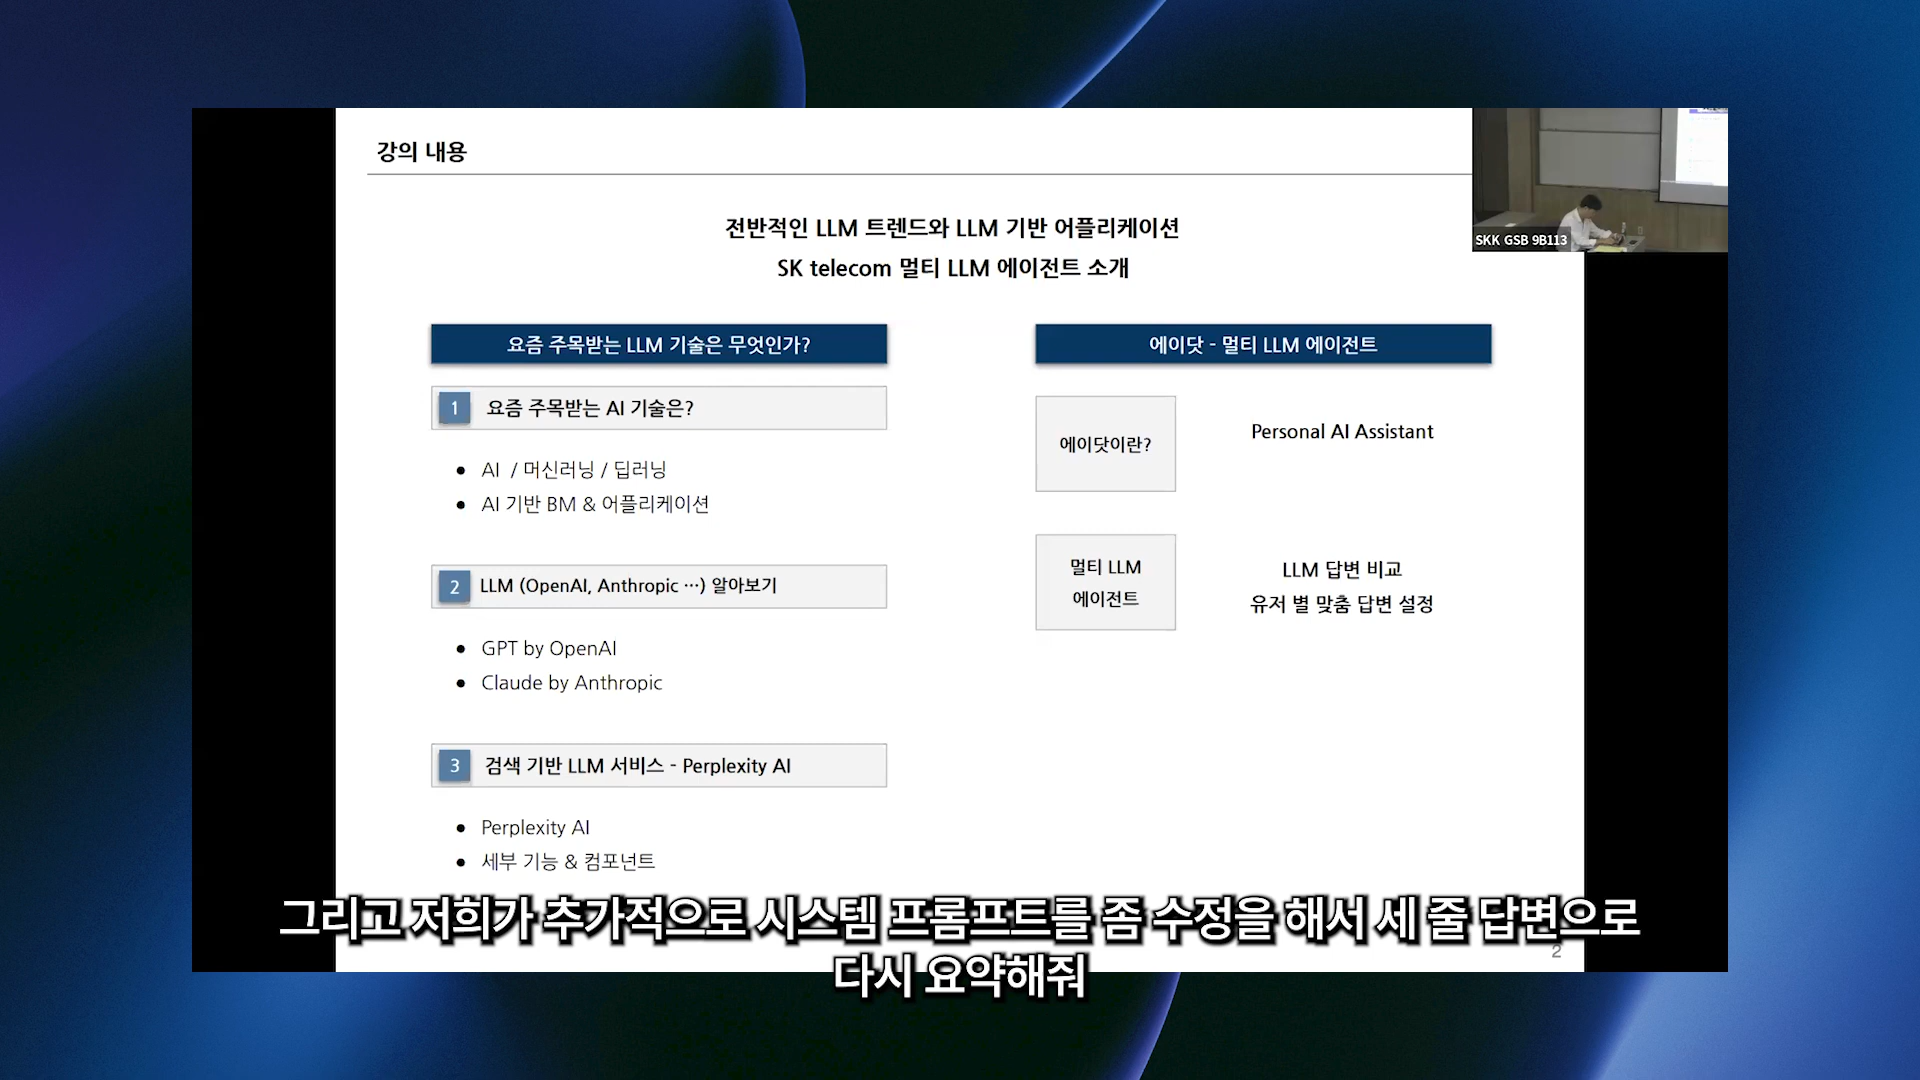 강의 내용
전반적인 LLM 트렌드와 LLM 기반 어플리케이션
SK telecom 멀티 LLM 에이전트 소개
요즘 주목받는 LLM 기술은 무엇인가?
1 요즘 주목받는 AI 기술은?
● AI / 머신러닝 / 딥러닝
● AI 기반 BM & 어플리케이션
2 LLM (OpenAI, Anthropic ⋯) 알아보기
● GPT by OpenAI
● Claude by Anthropic
3 검색 기반 LLM 서비스 - Perplexity AI
● Perplexity AI
● 세부 기능 & 컴포넌트
에이닷 - 멀티 LLM 에이전트
에이닷이란?
Personal AI Assistant
멀티 LLM
에이전트
LLM 답변 비교
유저 별 맞춤 답변 설정
SKK GSB 9B113
그리고 저희가 추가적으로 시스템 프롬프트를 좀 수정을 해서 세 줄 답변으로
다시 요약해줘
2